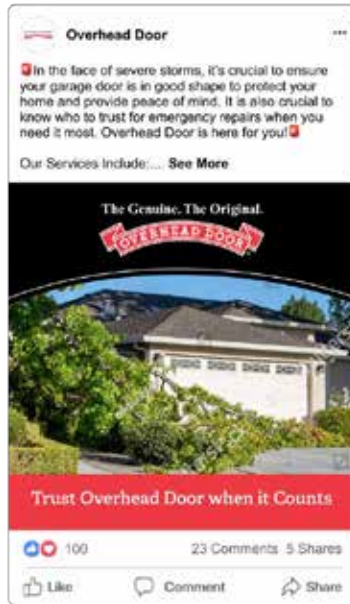 Overhead Door
🚨In the face of severe storms, it's crucial to ensure
your garage door is in good shape to protect your
home and provide peace of mind. It is also crucial to
know who to trust for emergency repairs when you
need it most. Overhead Door is here for you!🚨
Our Services Include:... See More
The Genuine. The Original.
OVERHEAD DOOR
Trust Overhead Door when it Counts
100
23 Comments 5 Shares
Like
Comment
Share